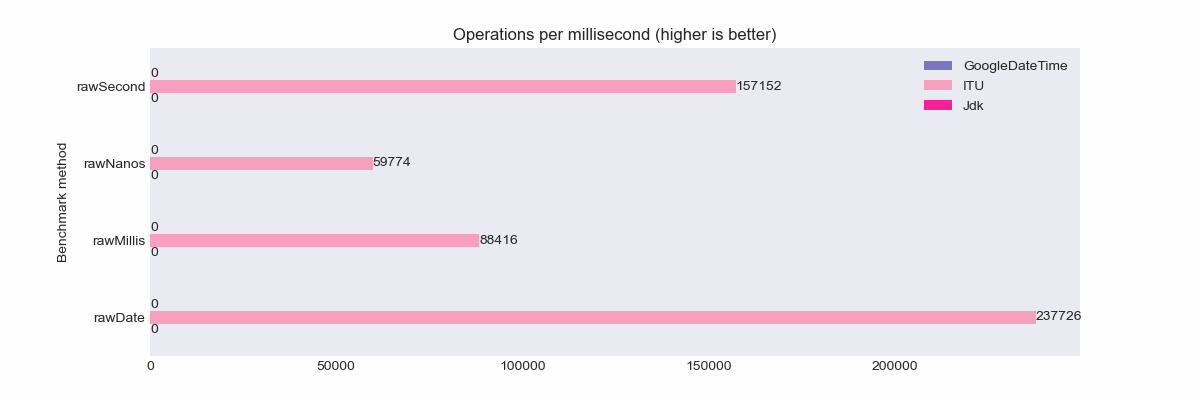 Operations per millisecond (higher is better)
GoogleDateTime
ITU
Jdk
Benchmark method
0
rawSecond 157152
0
0
rawNanos 59774
0
0
rawMillis 88416
0
0
rawDate 237726
0
0 50000 100000 150000 200000